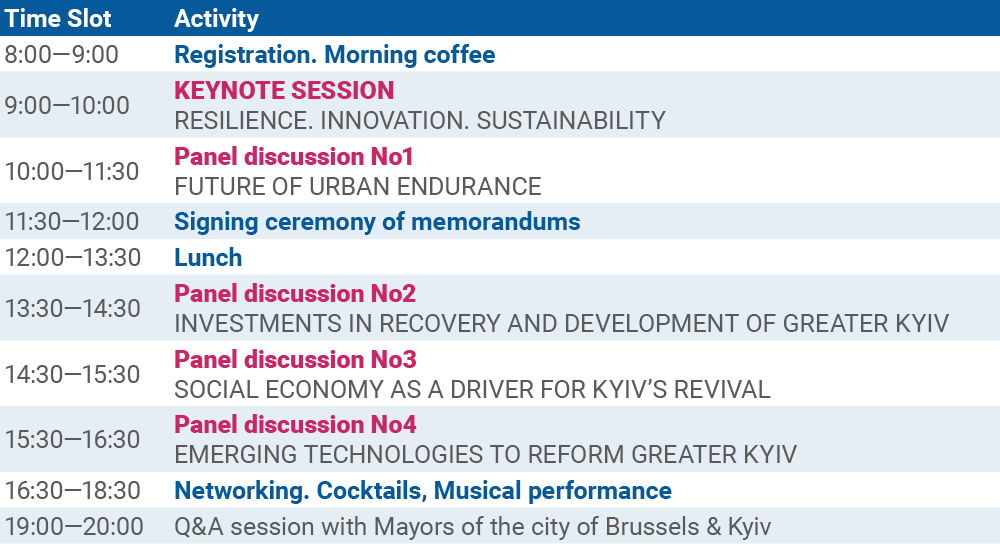 Time Slot Activity
8:00—9:00 Registration. Morning coffee
9:00—10:00 KEYNOTE SESSION
RESILIENCE. INNOVATION. SUSTAINABILITY
10:00—11:30 Panel discussion No1
FUTURE OF URBAN ENDURANCE
11:30—12:00 Signing ceremony of memorandums
12:00—13:30 Lunch
13:30—14:30 Panel discussion No2
INVESTMENTS IN RECOVERY AND DEVELOPMENT OF GREATER KYIV
14:30—15:30 Panel discussion No3
SOCIAL ECONOMY AS A DRIVER FOR KYIV’S REVIVAL
15:30—16:30 Panel discussion No4
EMERGING TECHNOLOGIES TO REFORM GREATER KYIV
16:30—18:30 Networking. Cocktails, Musical performance
19:00—20:00 Q&A session with Mayors of the city of Brussels & Kyiv